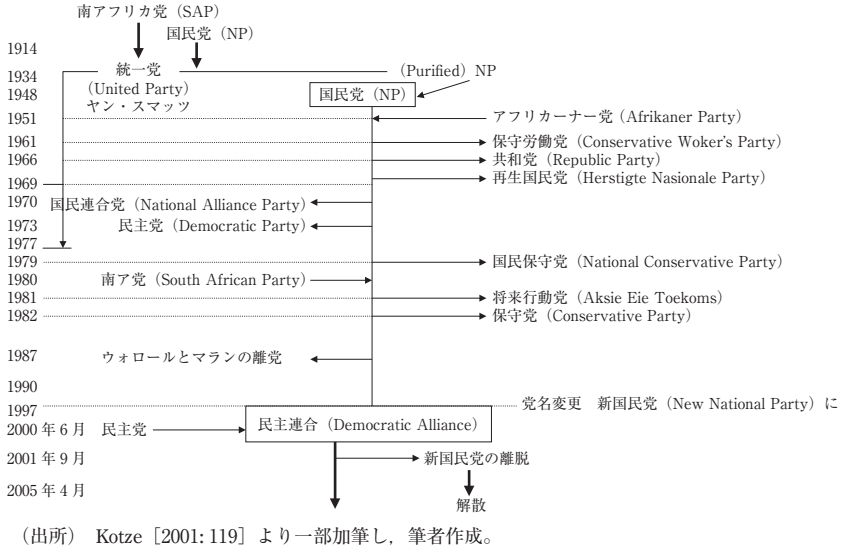 南アフリカ党（SAP）
国民党（NP）
1914
1934 統一党 (Purified）NP
(United Party)
1948 国民党（NP）
ヤン・スマッツ
1951 アフリカーナー党（Afrikaner Party）
1961 保守労働党（Conservative Woker's Party）
1966 共和党（Republic Party）
再生国民党（Herstigte Nasionale Party）
1969
1970 国民連合党（National Alliance Party）
1973 民主党（Democratic Party）
1977
1979 国民保守党（National Conservative Party）
1980 南ア党（South African Party）
1981 将来行動党（Aksie Eie Toekoms）
1982 保守党（Conservative Party）
1987 ウォロールとマランの離党
1990
1997 党名変更 新国民党（New National Party）に
2000 年 6 月 民主党 民主連合（Democratic Alliance）
2001 年 9 月 新国民党の離脱
2005 年 4 月
解散
（出所） Kotze［2001: 119］より一部加筆し，筆者作成。